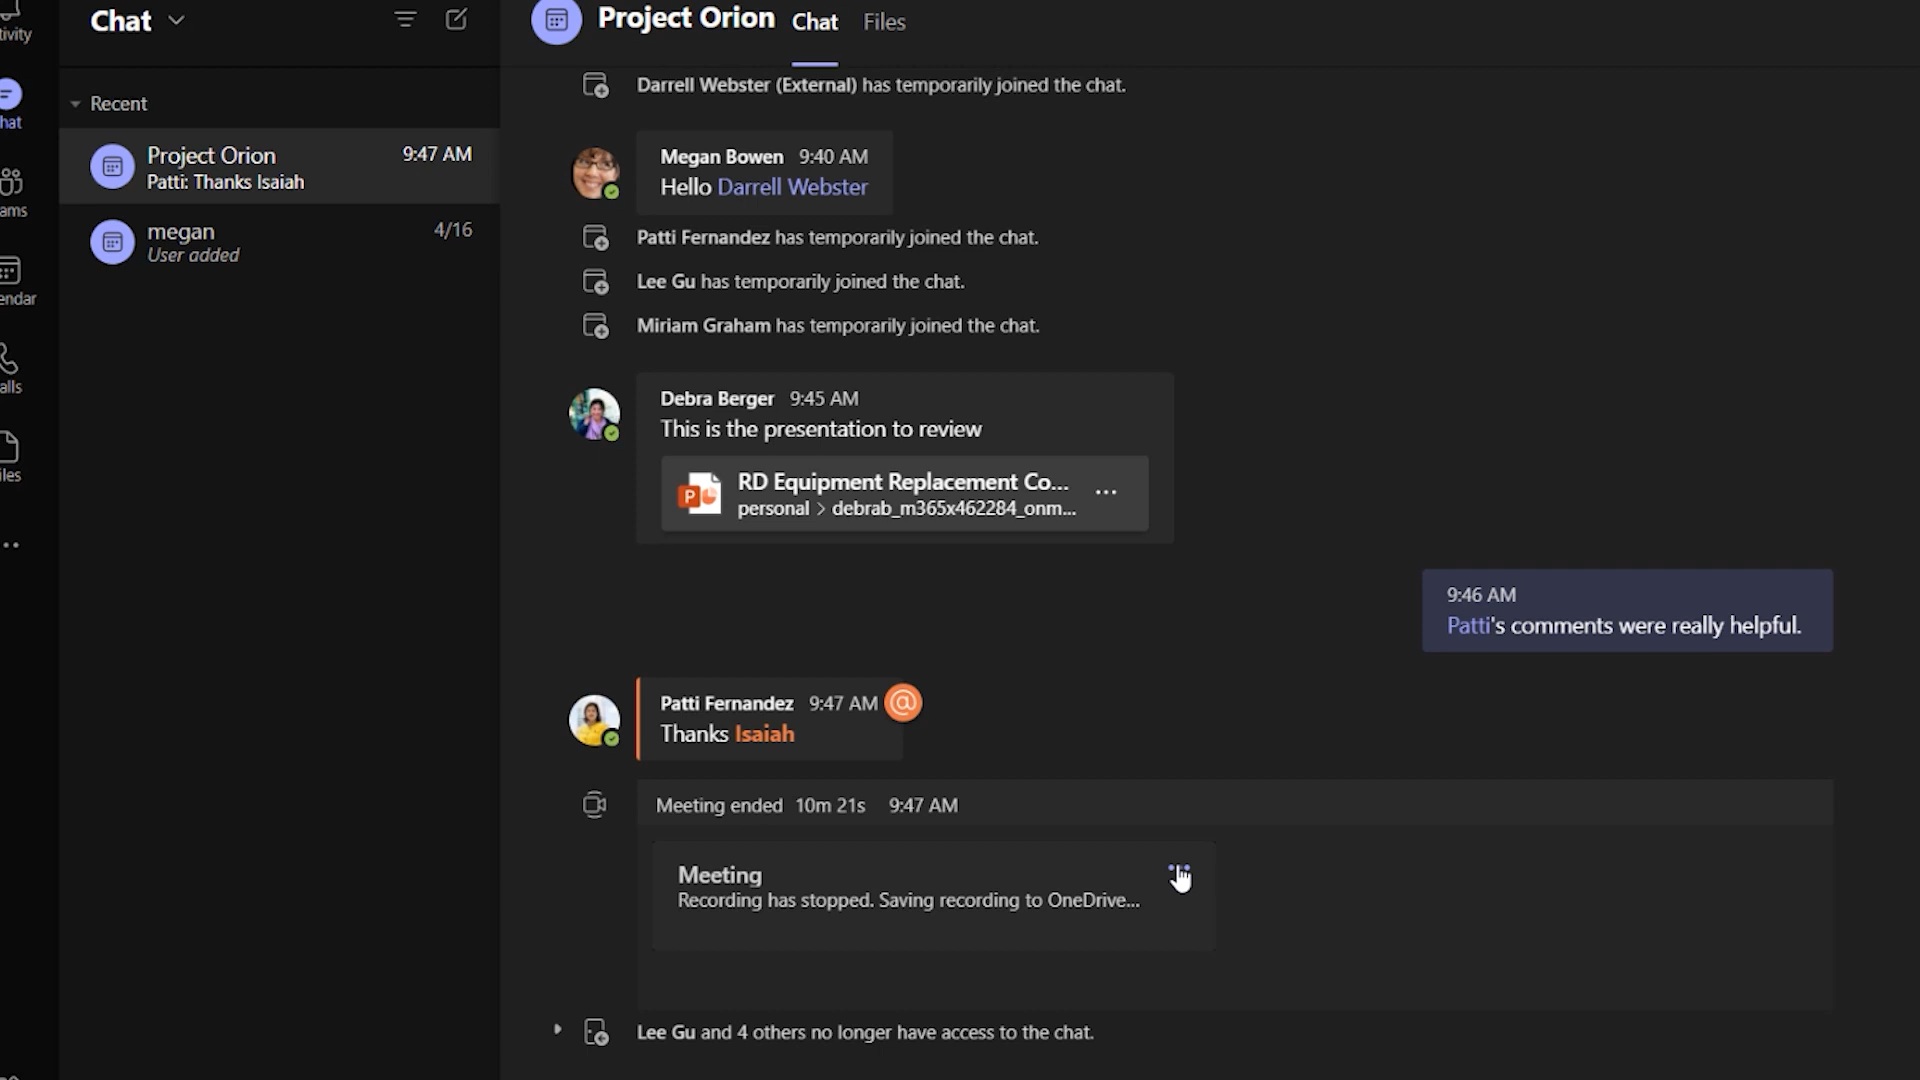 tivity
Chat
Project Orion
Chat
Files
hat
ams
endar
alls
iles
Recent
Project Orion 9:47 AM
Patti: Thanks Isaiah
megan 4/16
User added
Darrell Webster (External) has temporarily joined the chat.
Megan Bowen 9:40 AM
Hello Darrell Webster
Patti Fernandez has temporarily joined the chat.
Lee Gu has temporarily joined the chat.
Miriam Graham has temporarily joined the chat.
Debra Berger 9:45 AM
This is the presentation to review
P
RD Equipment Replacement Co...
personal > debrab_m365x462284_onm...
9:46 AM
Patti's comments were really helpful.
Patti Fernandez 9:47 AM @
Thanks Isaiah
Meeting ended 10m 21s 9:47 AM
Meeting
Recording has stopped. Saving recording to OneDrive...
Lee Gu and 4 others no longer have access to the chat.